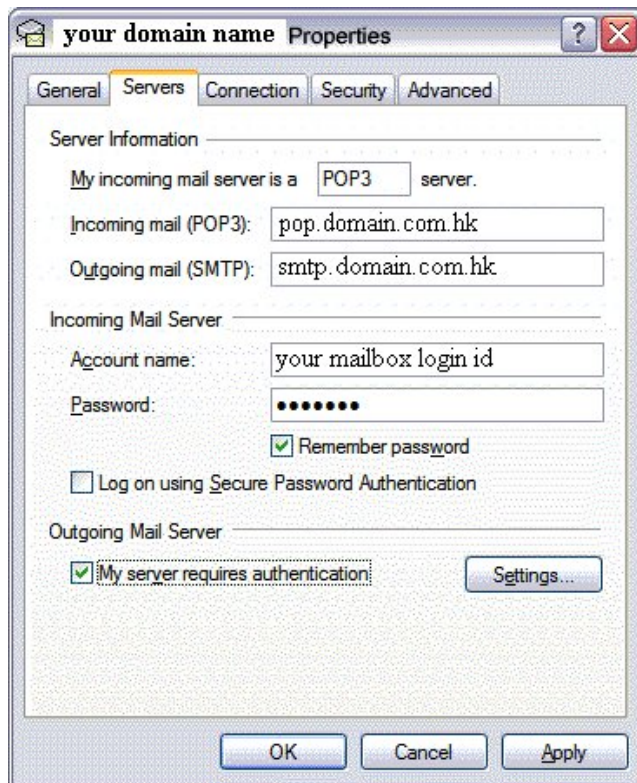 your domain name Properties
General Servers Connection Security Advanced
Server Information
My incoming mail server is a POP3 server.
Incoming mail (POP3): pop.domain.com.hk
Outgoing mail (SMTP): smtp.domain.com.hk
Incoming Mail Server
Account name: your mailbox login id
Password: •••••••
Remember password
Log on using Secure Password Authentication
Outgoing Mail Server
My server requires authentication Settings...
OK Cancel Apply